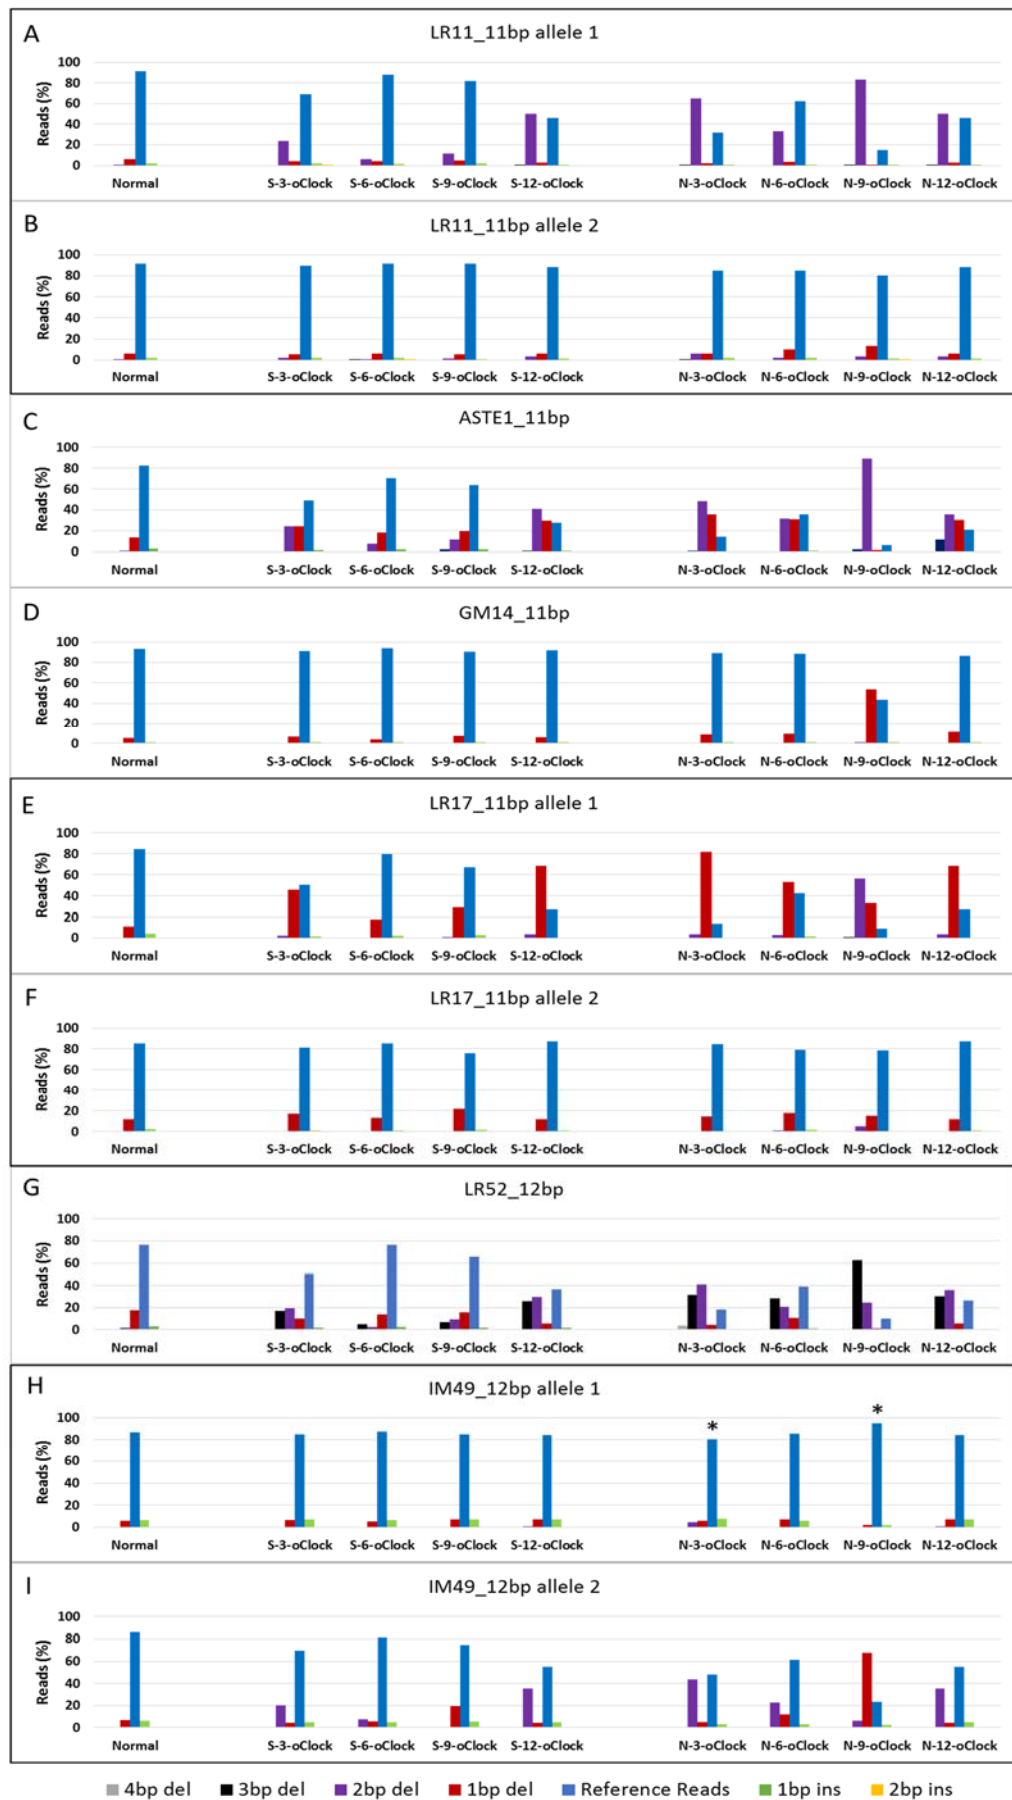 A
LR11_11bp allele 1
Reads (%)
100
80
60
40
20
0
Normal S-3-oClock S-6-oClock S-9-oClock S-12-oClock N-3-oClock N-6-oClock N-9-oClock N-12-oClock
B
LR11_11bp allele 2
Reads (%)
100
80
60
40
20
0
Normal S-3-oClock S-6-oClock S-9-oClock S-12-oClock N-3-oClock N-6-oClock N-9-oClock N-12-oClock
C
ASTE1_11bp
Reads (%)
100
80
60
40
20
0
Normal S-3-oClock S-6-oClock S-9-oClock S-12-oClock N-3-oClock N-6-oClock N-9-oClock N-12-oClock
D
GM14_11bp
Reads (%)
100
80
60
40
20
0
Normal S-3-oClock S-6-oClock S-9-oClock S-12-oClock N-3-oClock N-6-oClock N-9-oClock N-12-oClock
E
LR17_11bp allele 1
Reads (%)
100
80
60
40
20
0
Normal S-3-oClock S-6-oClock S-9-oClock S-12-oClock N-3-oClock N-6-oClock N-9-oClock N-12-oClock
F
LR17_11bp allele 2
Reads (%)
100
80
60
40
20
0
Normal S-3-oClock S-6-oClock S-9-oClock S-12-oClock N-3-oClock N-6-oClock N-9-oClock N-12-oClock
G
LR52_12bp
Reads (%)
100
80
60
40
20
0
Normal S-3-oClock S-6-oClock S-9-oClock S-12-oClock N-3-oClock N-6-oClock N-9-oClock N-12-oClock
H
IM49_12bp allele 1
Reads (%)
100
80
60
40
20
0
* *
Normal S-3-oClock S-6-oClock S-9-oClock S-12-oClock N-3-oClock N-6-oClock N-9-oClock N-12-oClock
I
IM49_12bp allele 2
Reads (%)
100
80
60
40
20
0
Normal S-3-oClock S-6-oClock S-9-oClock S-12-oClock N-3-oClock N-6-oClock N-9-oClock N-12-oClock
4bp del 3bp del 2bp del 1bp del Reference Reads 1bp ins 2bp ins